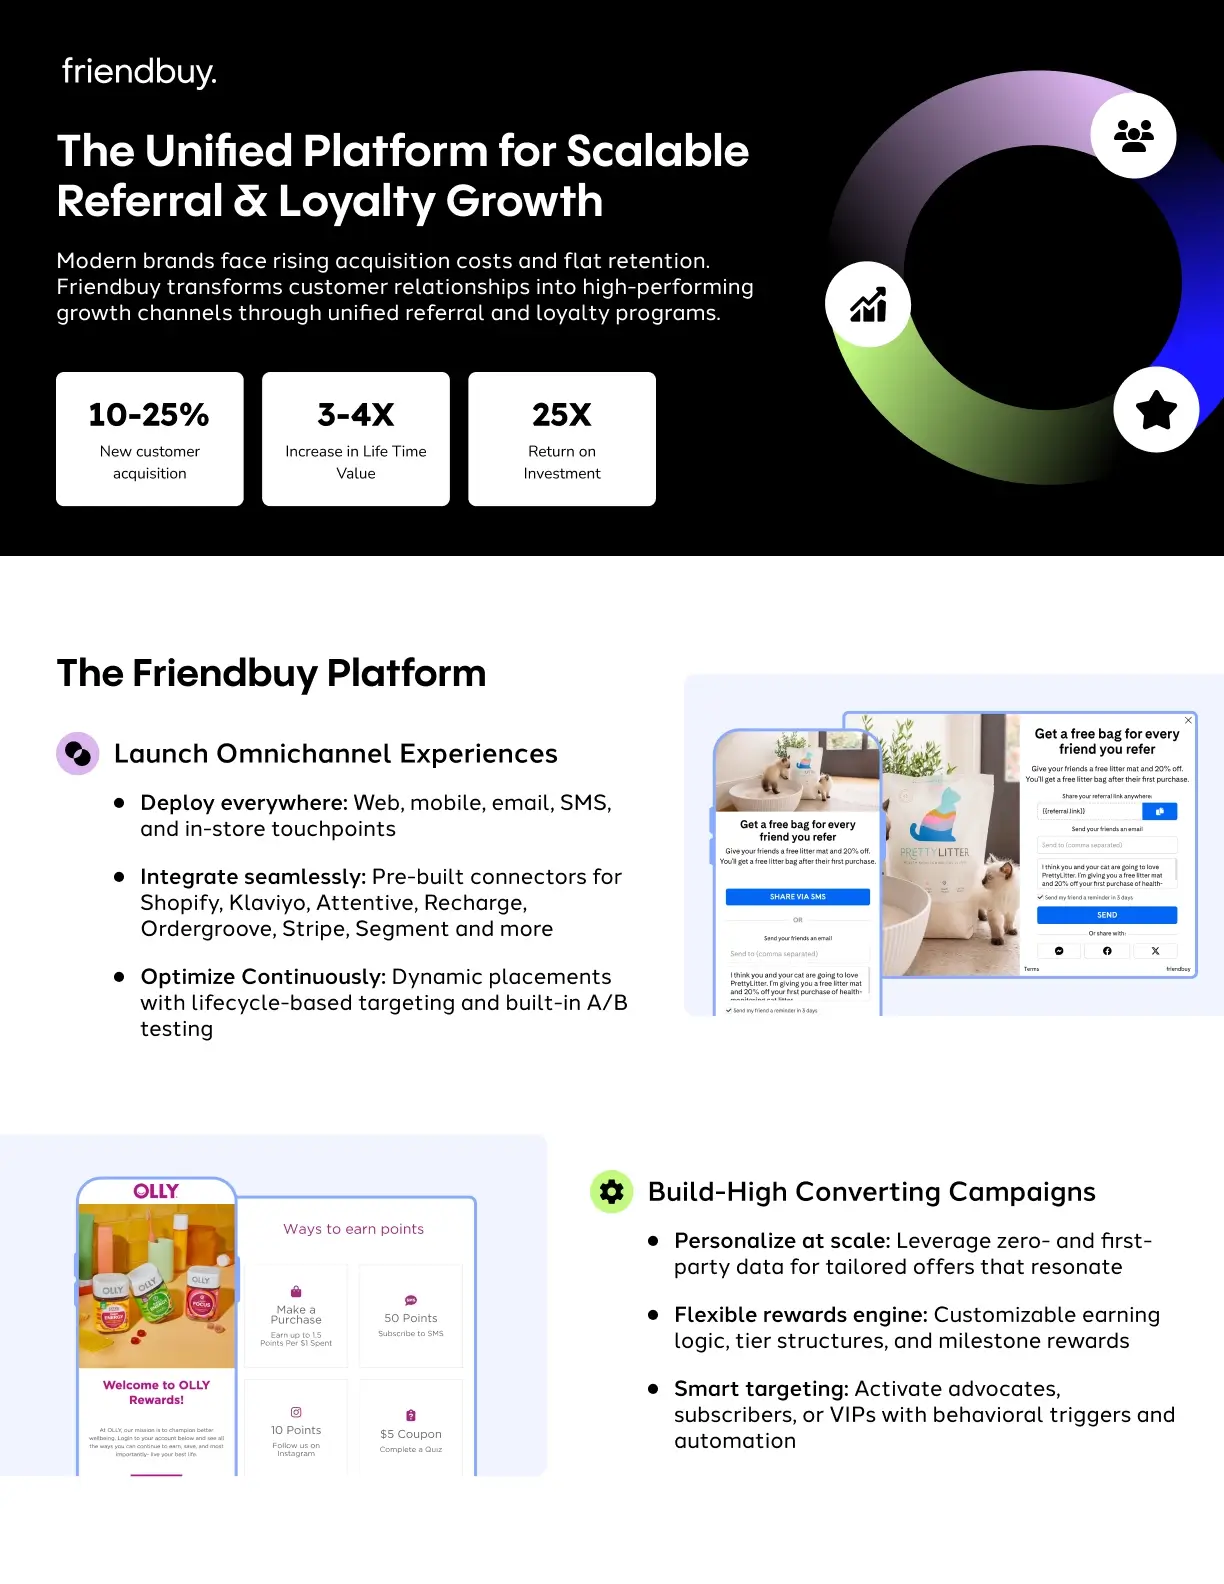 friendbuy.
The Unified Platform for Scalable
Referral & Loyalty Growth
Modern brands face rising acquisition costs and flat retention.
Friendbuy transforms customer relationships into high-performing
growth channels through unified referral and loyalty programs.
10-25%
New customer
acquisition
3-4X
Increase in Life Time
Value
25X
Return on
Investment
The Friendbuy Platform
Launch Omnichannel Experiences
Deploy everywhere: Web, mobile, email, SMS,
and in-store touchpoints
Integrate seamlessly: Pre-built connectors for
Shopify, Klaviyo, Attentive, Recharge,
Ordergroove, Stripe, Segment and more
Optimize Continuously: Dynamic placements
with lifecycle-based targeting and built-in A/B
testing
Get a free bag for every
friend you refer
Give your friends a free litter mat and 20% off.
You'll get a free litter bag after their first purchase.
SHARE VIA SMS
OR
Send your friends an email
Send to (comma separated)
I think you and your cat are going to love
PrettyLitter. I'm giving you a free litter mat
and 20% off your first purchase of health-
monitoring cat litter
Send my friend a reminder in 3 days
PRETTYLITTER
Get a free bag for every
friend you refer
Give your friends a free litter mat and 20% off.
You'll get a free litter bag after their first purchase.
Share your referral link anywhere:
{{referral link}}
Send your friends an email
Send to (comma separated)
I think you and your cat are going to love
PrettyLitter. I'm giving you a free litter mat
and 20% off your first purchase of health-
Send my friend a reminder in 3 days
SEND
Or share with:
Terms
friendbuy
OLLY
OLLY
OLLY
OLLY
ENERGY
FOCUS
Welcome to OLLY
Rewards!
At OLLY, our mission is to champion better
wellbeing. Login to your account below and see all
the ways you can continue to earn, save, and most
importantly- live your best life.
Ways to earn points
Make a
Purchase
Earn up to 1.5
Points Per $1 Spent
SMS
50 Points
Subscribe to SMS
10 Points
Follow us on
Instagram
$5 Coupon
Complete a Quiz
Build-High Converting Campaigns
Personalize at scale: Leverage zero- and first-
party data for tailored offers that resonate
Flexible rewards engine: Customizable earning
logic, tier structures, and milestone rewards
Smart targeting: Activate advocates,
subscribers, or VIPs with behavioral triggers and
automation